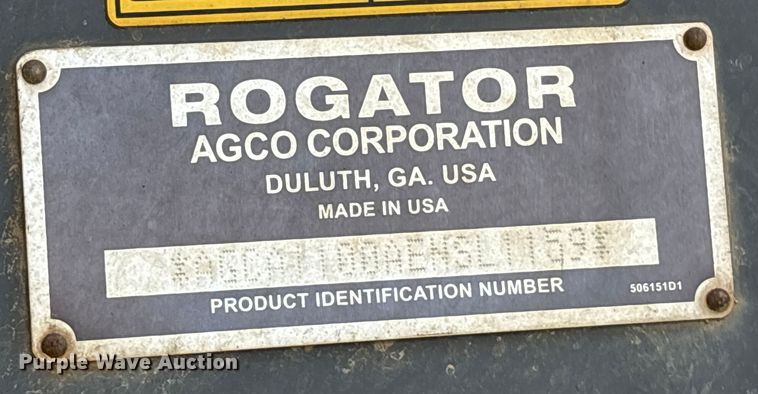 ROGATOR
AGCO CORPORATION
DULUTH, GA. USA
MADE IN USA
PRODUCT IDENTIFICATION NUMBER
506151D1
Purple Wave Auction